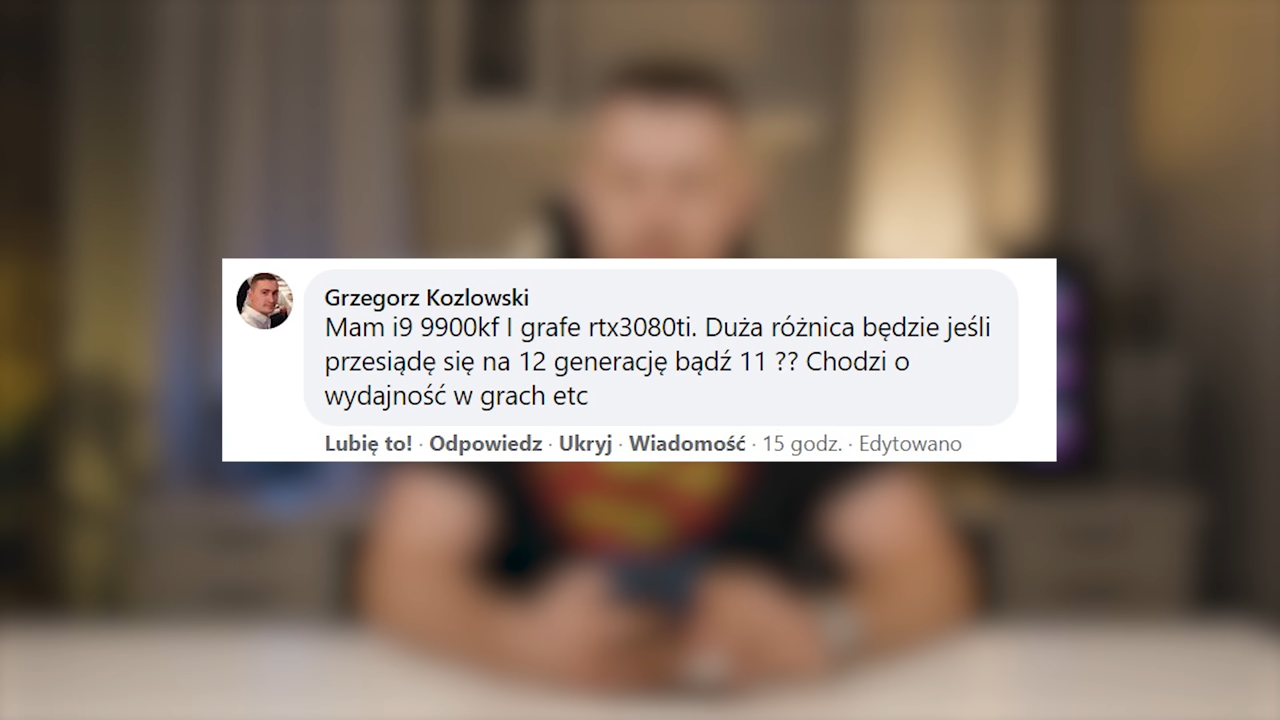 Grzegorz Kozlowski
Mam i9 9900kf I grafe rtx3080ti. Duża różnica będzie jeśli
przesiądę się na 12 generację bądź 11 ?? Chodzi o
wydajność w grach etc
Lubię to! · Odpowiedz · Ukryj · Wiadomość · 15 godz. · Edytowano